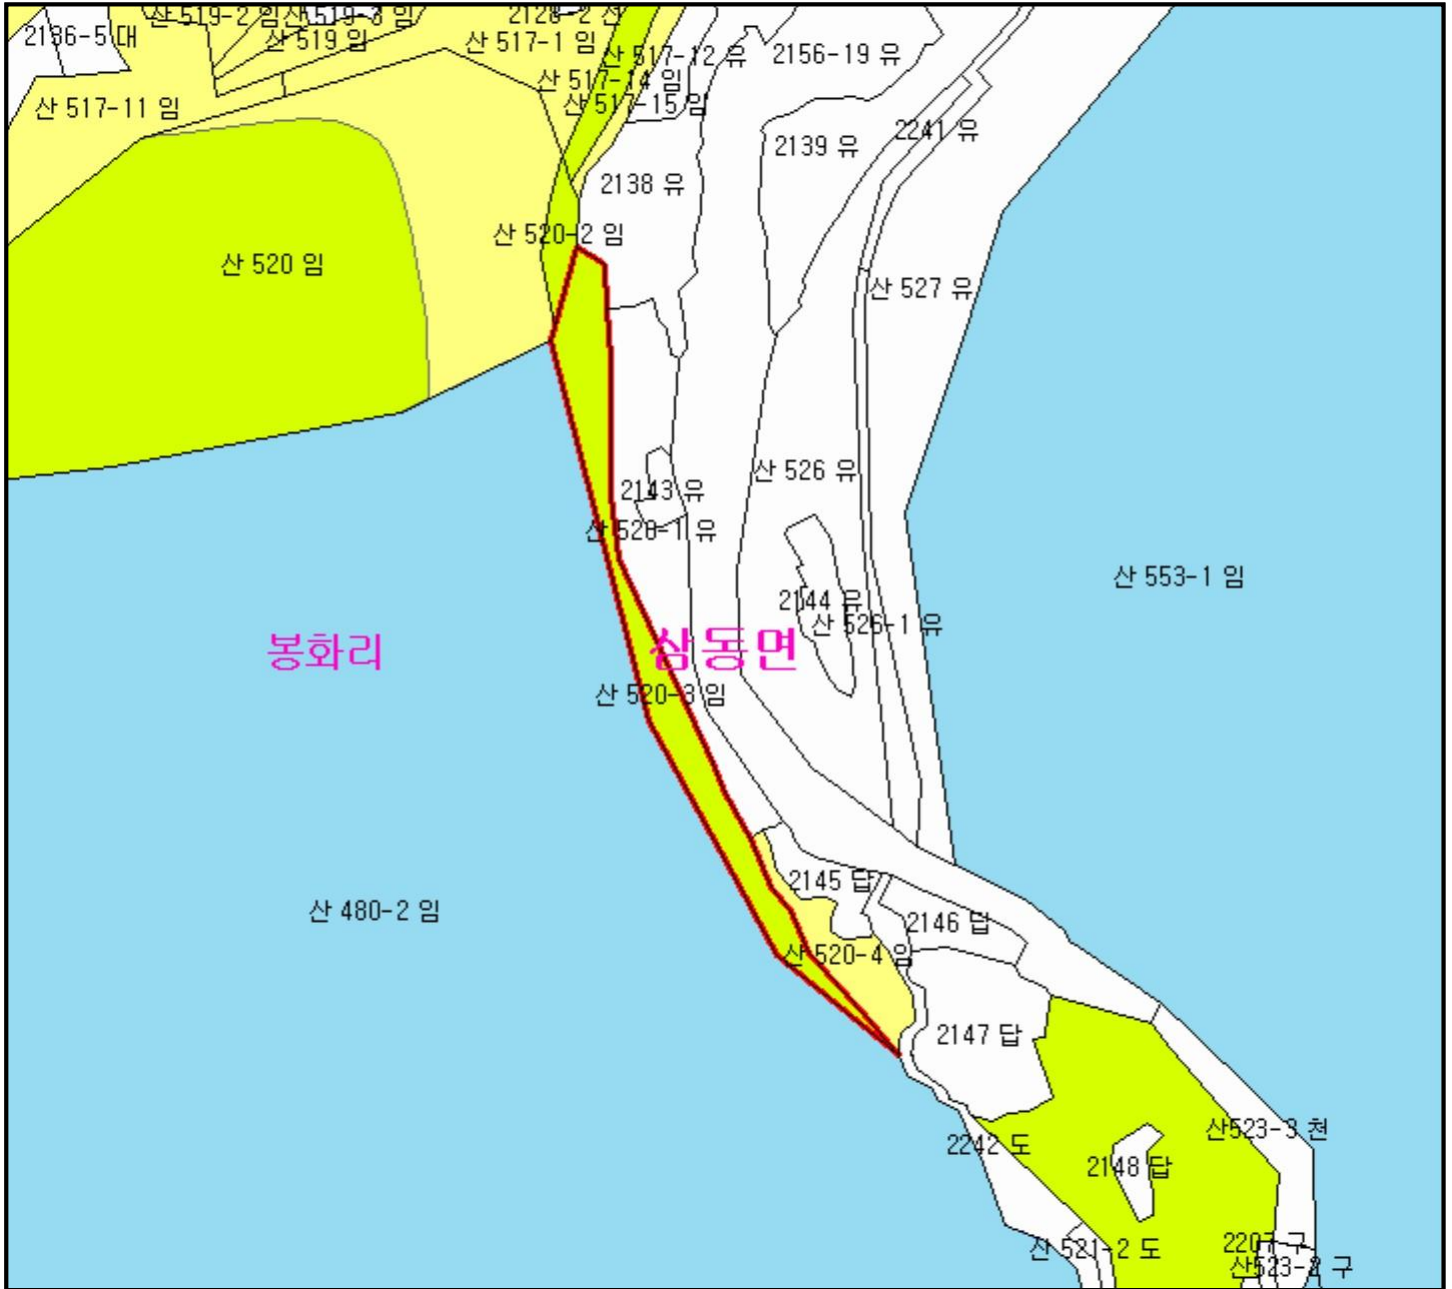 산 519-2 임
산519-3 임
2136-5 대
산 519 임
산 517-1 임
산 517-12 유
2156-19 유
산 517-14 임
산 517-15 임
산 517-11 임
2241 유
2139 유
2138 유
산 520-2 임
산 520 임
산 527 유
산 526 유
2143 유
산 520-1 유
산 553-1 임
2144 유
산 526-1 유
봉화리
삼동면
산 520-3 임
2145 답
산 480-2 임
2146 답
산 520-4 임
2147 답
산523-3 천
2242 도
2148 답
산 521-2 도
2207 구
산523-2 구